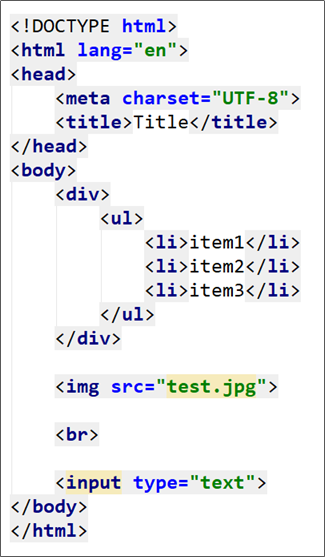 <!DOCTYPE html>
<html lang="en">
<head>
    <meta charset="UTF-8">
    <title>Title</title>
</head>
<body>
    <div>
        <ul>
            <li>item1</li>
            <li>item2</li>
            <li>item3</li>
        </ul>
    </div>

    <img src="test.jpg">

    <br>

    <input type="text">
</body>
</html>